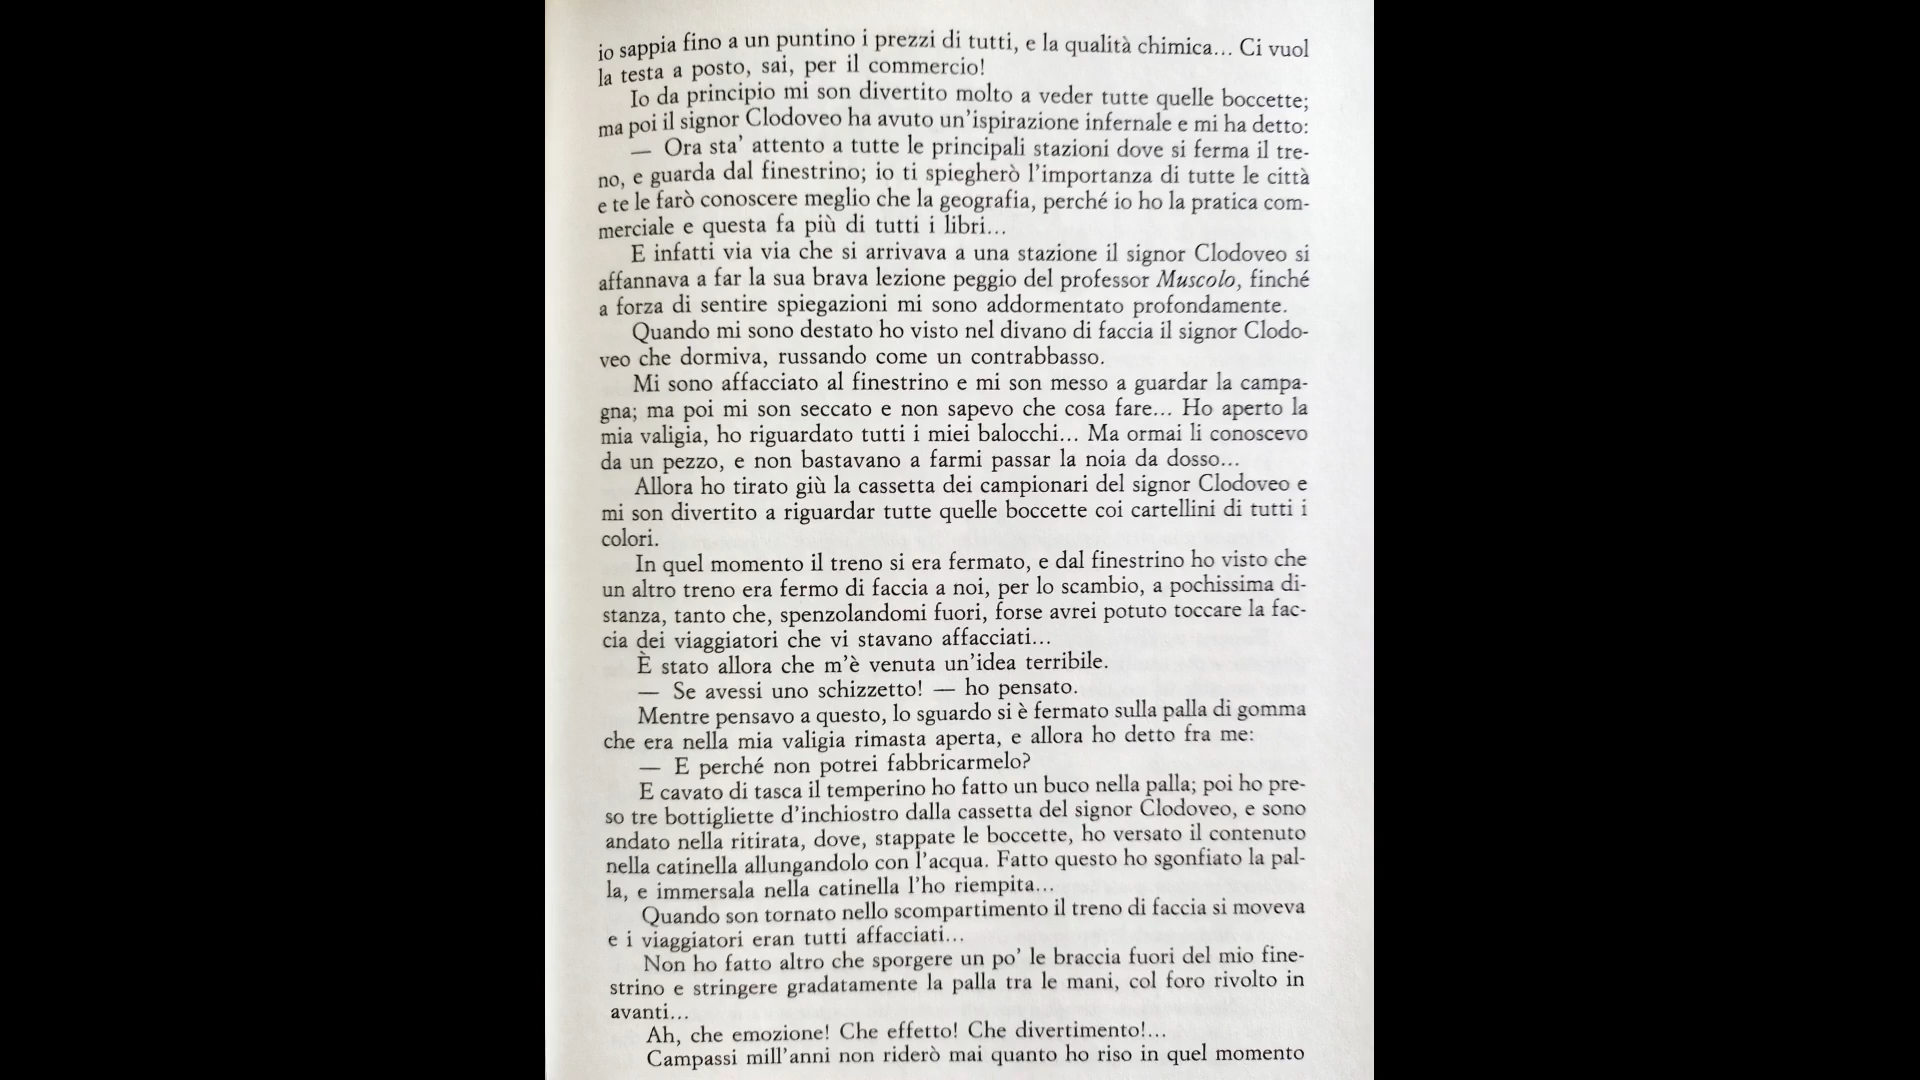 io sappia fino a un puntino i prezzi di tutti, e la qualità chimica... Ci vuol
la testa a posto, sai, per il commercio!
Io da principio mi son divertito molto a veder tutte quelle boccette;
ma poi il signor Clodoveo ha avuto un'ispirazione infernale e mi ha detto:
— Ora sta' attento a tutte le principali stazioni dove si ferma il tre-
no, e guarda dal finestrino; io ti spiegherò l'importanza di tutte le città
e te le farò conoscere meglio che la geografia, perché io ho la pratica com-
merciale e questa fa più di tutti i libri...
E infatti via via che si arrivava a una stazione il signor Clodoveo si
affannava a far la sua brava lezione peggio del professor Muscolo, finché
a forza di sentire spiegazioni mi sono addormentato profondamente.
Quando mi sono destato ho visto nel divano di faccia il signor Clodo-
veo che dormiva, russando come un contrabbasso.
Mi sono affacciato al finestrino e mi son messo a guardar la campa-
gna; ma poi mi son seccato e non sapevo che cosa fare... Ho aperto la
mia valigia, ho riguardato tutti i miei balocchi... Ma ormai li conoscevo
da un pezzo, e non bastavano a farmi passar la noia da dosso...
Allora ho tirato giù la cassetta dei campionari del signor Clodoveo e
mi son divertito a riguardar tutte quelle boccette coi cartellini di tutti i
colori.
In quel momento il treno si era fermato, e dal finestrino ho visto che
un altro treno era fermo di faccia a noi, per lo scambio, a pochissima di-
stanza, tanto che, spenzolandomi fuori, forse avrei potuto toccare la fac-
cia dei viaggiatori che vi stavano affacciati...
È stato allora che m'è venuta un'idea terribile.
— Se avessi uno schizzetto! — ho pensato.
Mentre pensavo a questo, lo sguardo si è fermato sulla palla di gomma
che era nella mia valigia rimasta aperta, e allora ho detto fra me:
— E perché non potrei fabbricarmelo?
E cavato di tasca il temperino ho fatto un buco nella palla; poi ho pre-
so tre bottigliette d'inchiostro dalla cassetta del signor Clodoveo, e sono
andato nella ritirata, dove, stappate le boccette, ho versato il contenuto
nella catinella allungandolo con l'acqua. Fatto questo ho sgonfiato la pal-
la, e immersala nella catinella l'ho riempita...
Quando son tornato nello scompartimento il treno di faccia si moveva
e i viaggiatori eran tutti affacciati...
Non ho fatto altro che sporgere un po' le braccia fuori del mio fine-
strino e stringere gradatamente la palla tra le mani, col foro rivolto in
avanti...
Ah, che emozione! Che effetto! Che divertimento!...
Campassi mill'anni non riderò mai quanto ho riso in quel momento